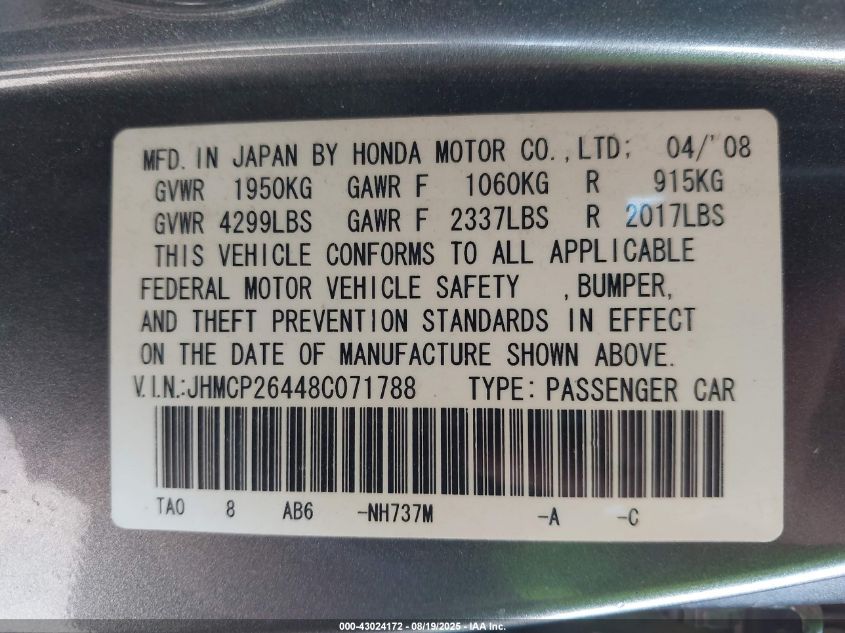 MFD. IN JAPAN BY HONDA MOTOR CO.,LTD; 04/'08
GVWR 1950KG GAWR F 1060KG R 915KG
GVWR 4299LBS GAWR F 2337LBS R 2017LBS
THIS VEHICLE CONFORMS TO ALL APPLICABLE
FEDERAL MOTOR VEHICLE SAFETY ,BUMPER,
AND THEFT PREVENTION STANDARDS IN EFFECT
ON THE DATE OF MANUFACTURE SHOWN ABOVE.
V.I.N.:JHMCP26448C071788 TYPE: PASSENGER CAR
TA0 8 AB6 -NH737M -A -C
000-43024172 - 08/19/2025 - IAA Inc.